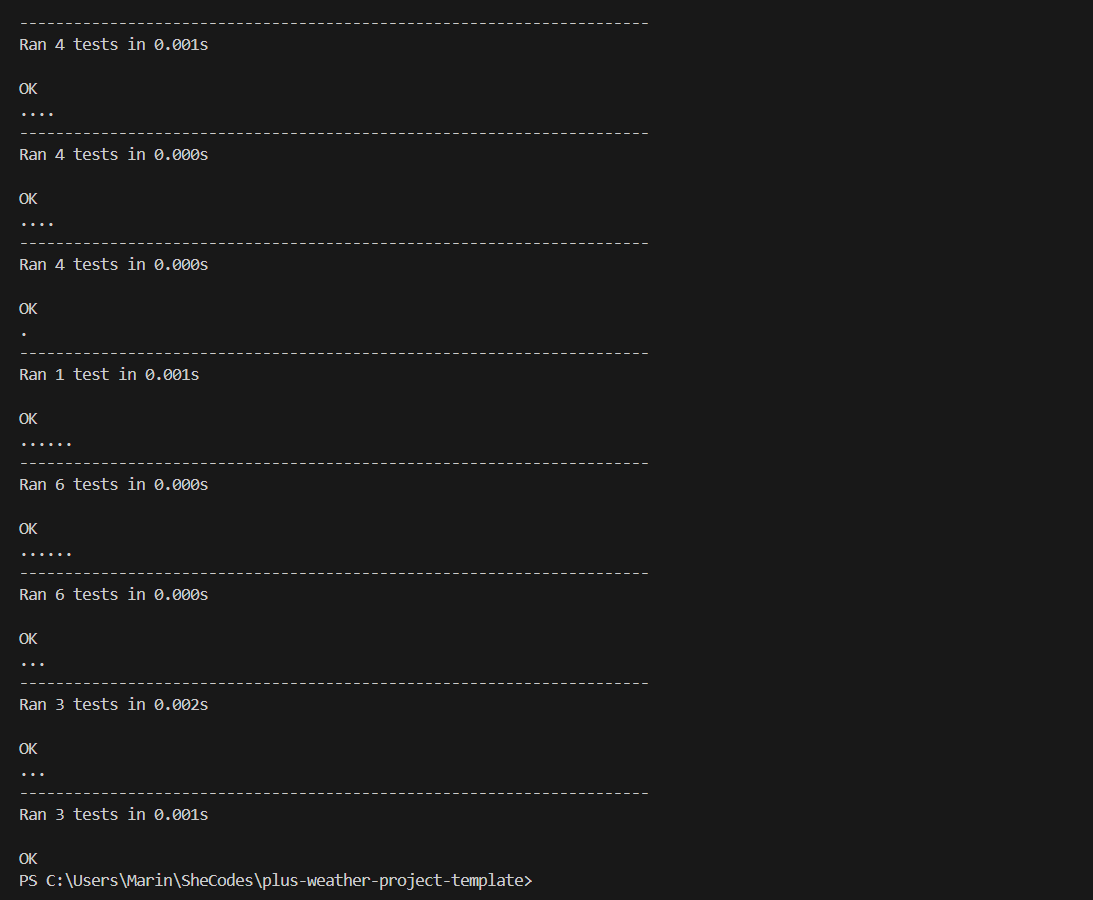 ----------------------------------------------------------------------
Ran 4 tests in 0.001s
OK
....
----------------------------------------------------------------------
Ran 4 tests in 0.000s
OK
....
----------------------------------------------------------------------
Ran 4 tests in 0.000s
OK
.
----------------------------------------------------------------------
Ran 1 test in 0.001s
OK
......
----------------------------------------------------------------------
Ran 6 tests in 0.000s
OK
......
----------------------------------------------------------------------
Ran 6 tests in 0.000s
OK
...
----------------------------------------------------------------------
Ran 3 tests in 0.002s
OK
...
----------------------------------------------------------------------
Ran 3 tests in 0.001s
OK
PS C:\Users\Marin\SheCodes\plus-weather-project-template>